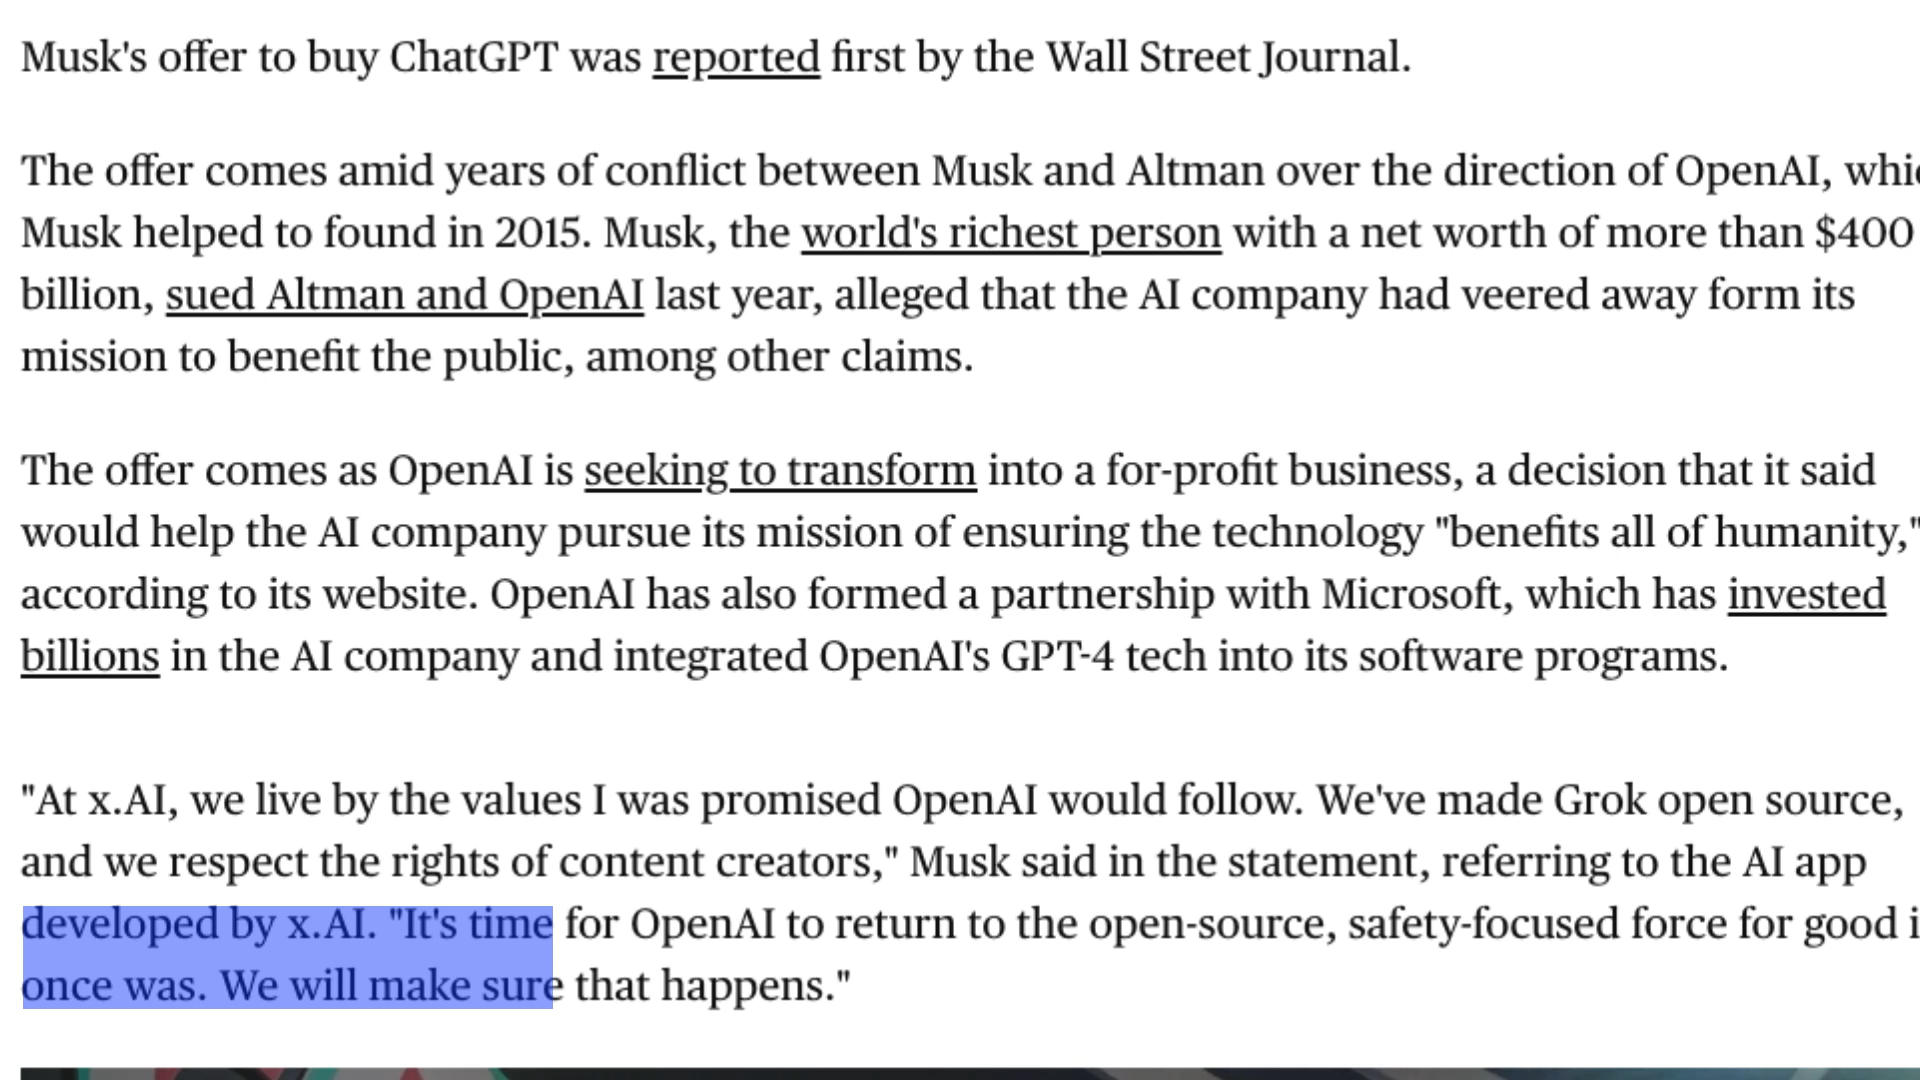 Musk's offer to buy ChatGPT was reported first by the Wall Street Journal.
The offer comes amid years of conflict between Musk and Altman over the direction of OpenAI,
Musk helped to found in 2015. Musk, the world's richest person with a net worth of more than $400
billion, sued Altman and OpenAI last year, alleged that the AI company had veered away form its
mission to benefit the public, among other claims.
The offer comes as OpenAI is seeking to transform into a for-profit business, a decision that it said
would help the AI company pursue its mission of ensuring the technology "benefits all of humanity,"
according to its website. OpenAI has also formed a partnership with Microsoft, which has invested
billions in the AI company and integrated OpenAI's GPT-4 tech into its software programs.
"At x.AI, we live by the values I was promised OpenAI would follow. We've made Grok open source,
and we respect the rights of content creators," Musk said in the statement, referring to the AI app
developed by x.AI. "It's time for OpenAI to return to the open-source, safety-focused force for good
once was. We will make sure that happens."